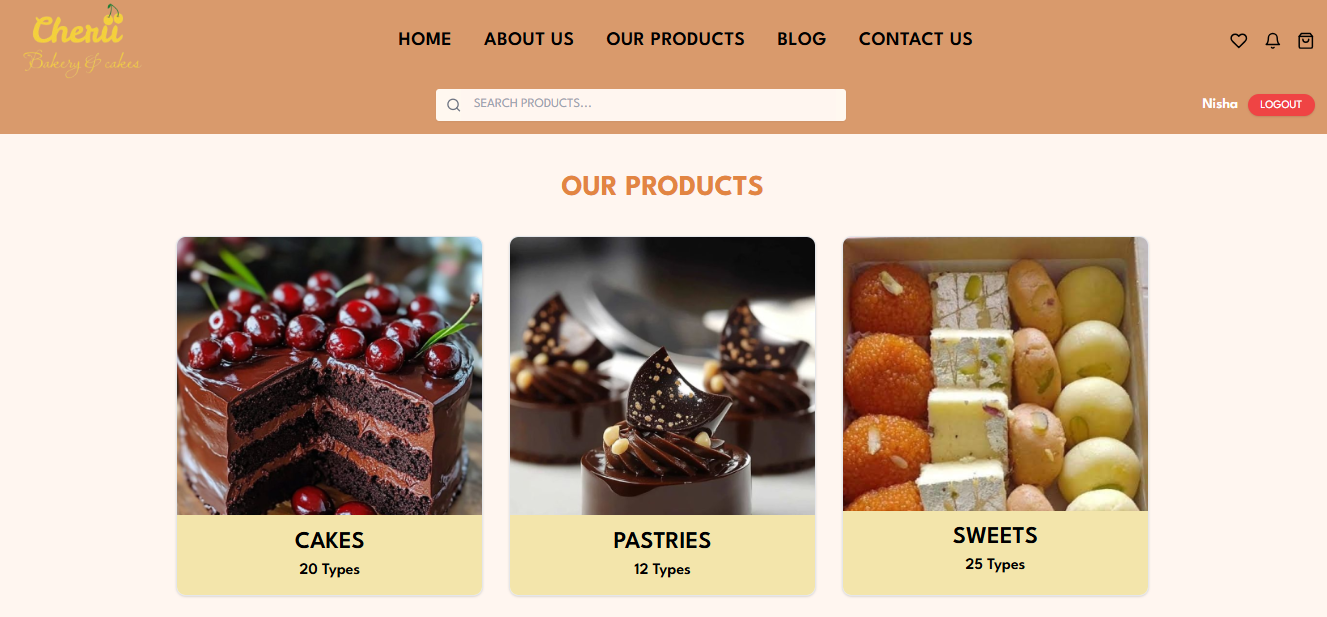 Cherii
Bakery & cakes
HOME ABOUT US OUR PRODUCTS BLOG CONTACT US
SEARCH PRODUCTS...
Nisha LOGOUT
OUR PRODUCTS
CAKES
20 Types
PASTRIES
12 Types
SWEETS
25 Types